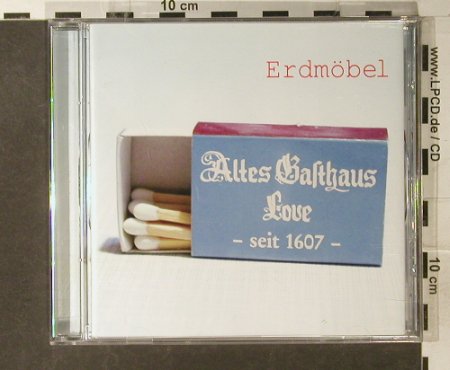 10 cm
Erdmöbel
Altes Gasthaus
Love
- seit 1607 -
www.LPCD.de / CD
10 cm